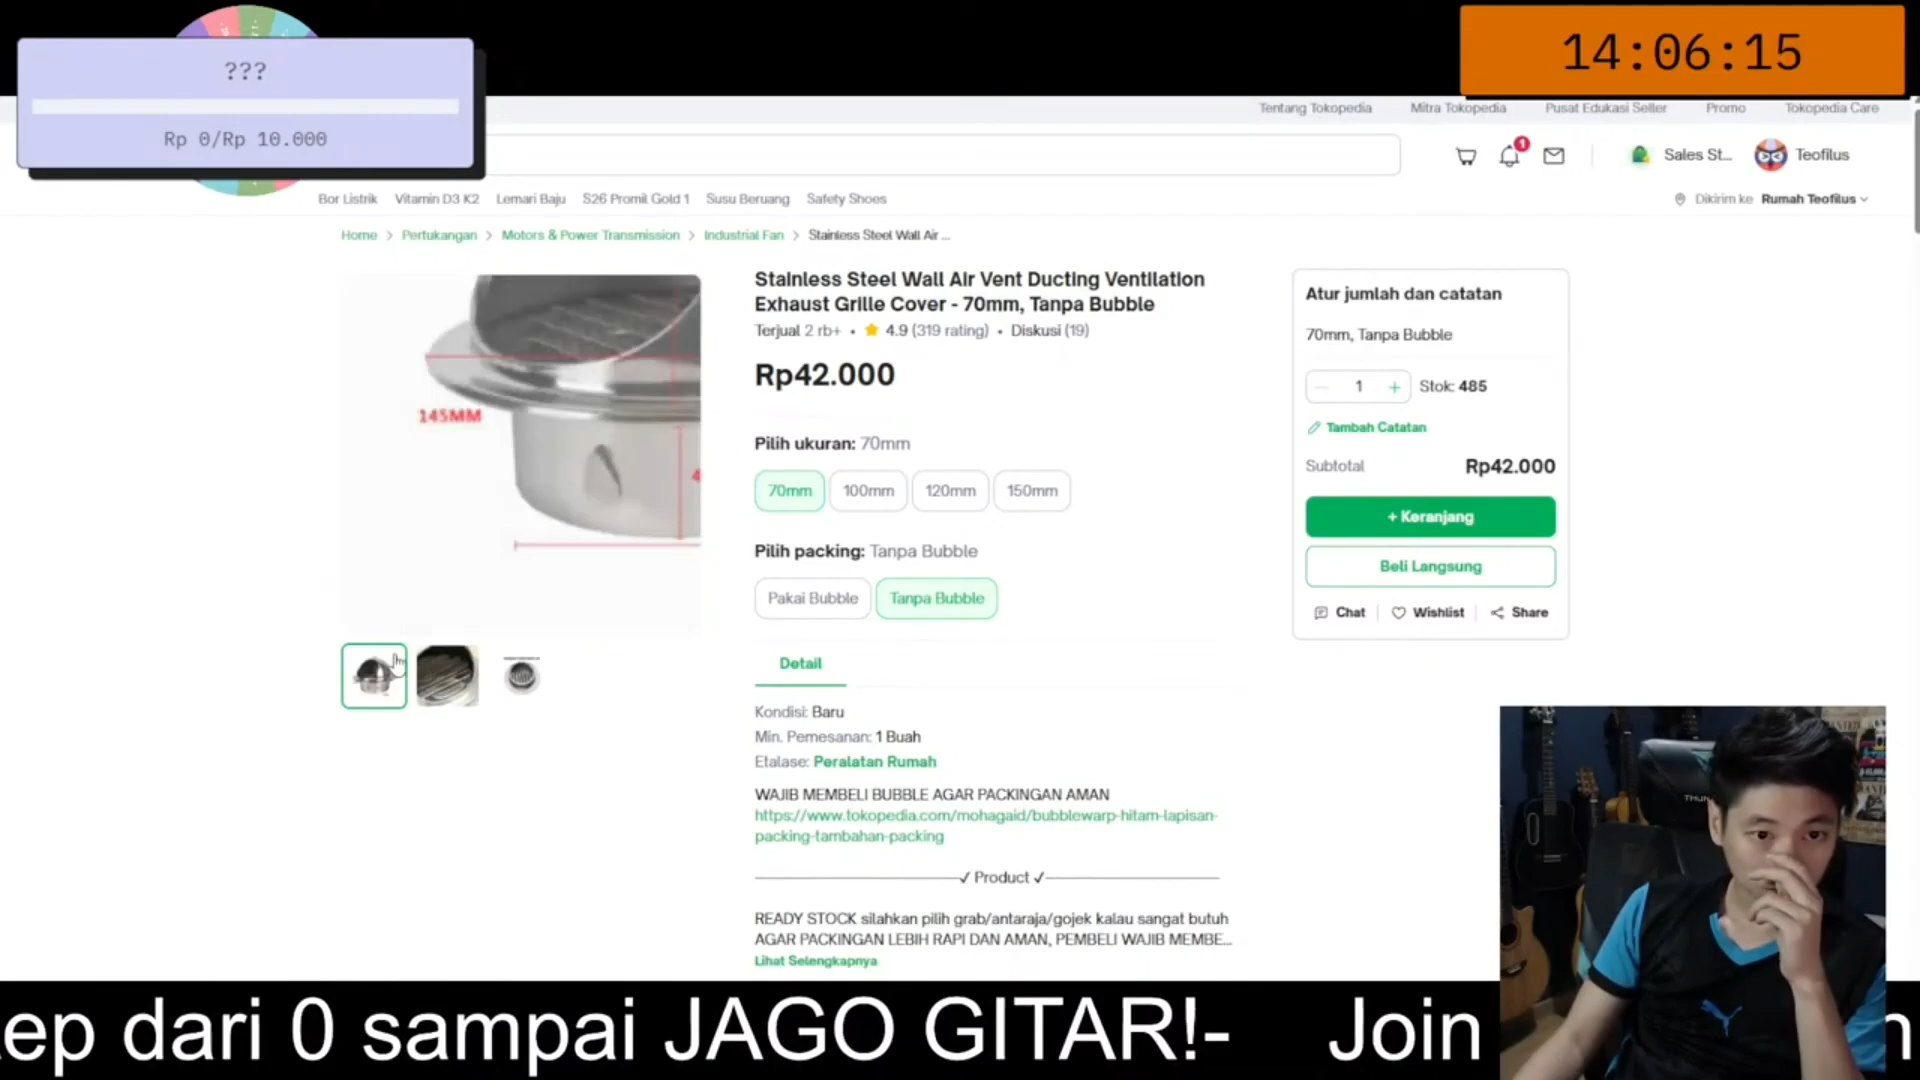 ???
Rp 0/Rp 10.000
14:06:15
Tentang Tokopedia Mitra Tokopedia Pusat Edukasi Seller Promo Tokopedia Care
1
Sales St... Teofilus
Bor Listrik Vitamin D3 K2 Lemari Baju S26 Promil Gold 1 Susu Beruang Safety Shoes
Dikirim ke Rumah Teofilus
Home > Pertukangan > Motors & Power Transmission > Industrial Fan > Stainless Steel Wall Air ...
145MM
Stainless Steel Wall Air Vent Ducting Ventilation
Exhaust Grille Cover - 70mm, Tanpa Bubble
Terjual 2 rb+ • 4.9 (319 rating) • Diskusi (19)
Rp42.000
Pilih ukuran: 70mm
70mm 100mm 120mm 150mm
Pilih packing: Tanpa Bubble
Pakai Bubble Tanpa Bubble
Detail
Kondisi: Baru
Min. Pemesanan: 1 Buah
Etalase: Peralatan Rumah
WAJIB MEMBELI BUBBLE AGAR PACKINGAN AMAN
https://www.tokopedia.com/mohagaid/bubblewarp-hitam-lapisan-
packing-tambahan-packing
✓ Product ✓
READY STOCK silahkan pilih grab/antaraja/gojek kalau sangat butuh
AGAR PACKINGAN LEBIH RAPI DAN AMAN, PEMBELI WAJIB MEMBE...
Lihat Selengkapnya
Atur jumlah dan catatan
70mm, Tanpa Bubble
− 1 + Stok: 485
Tambah Catatan
Subtotal Rp42.000
+ Keranjang
Beli Langsung
Chat Wishlist Share
ep dari 0 sampai JAGO GITAR!- Join